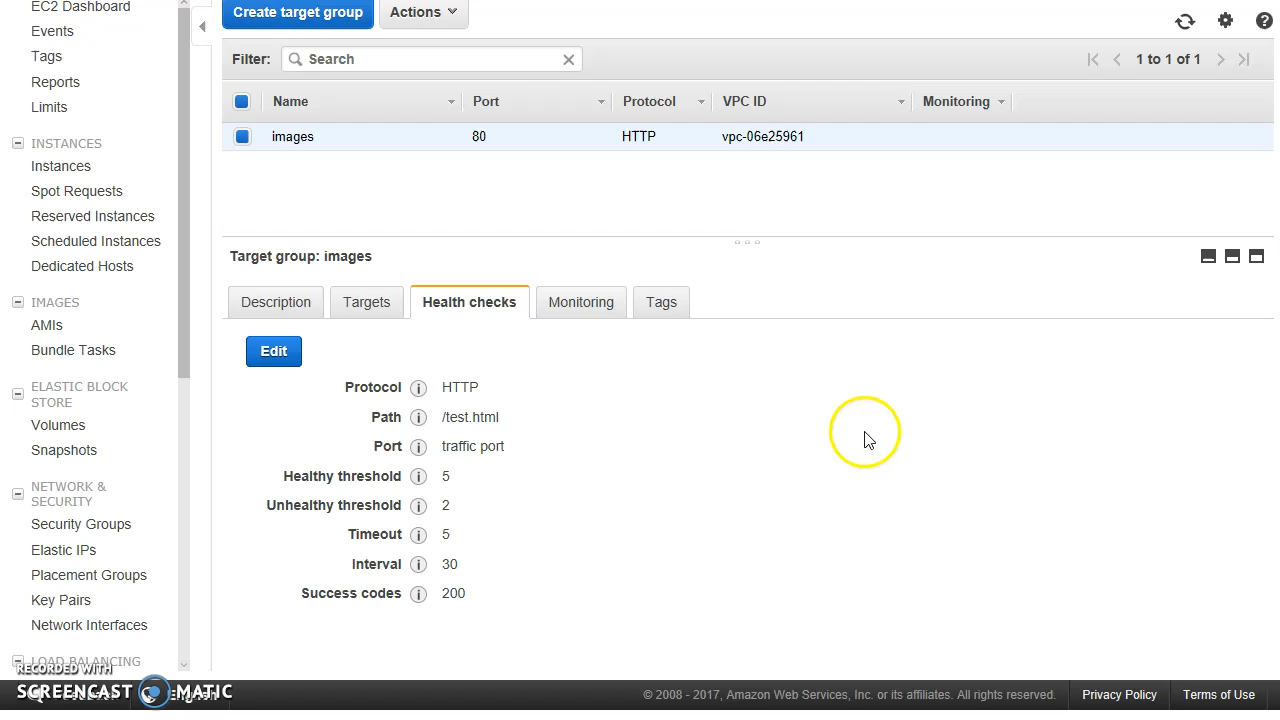 EC2 Dashboard
Events
Tags
Reports
Limits
INSTANCES
Instances
Spot Requests
Reserved Instances
Scheduled Instances
Dedicated Hosts
IMAGES
AMIs
Bundle Tasks
ELASTIC BLOCK
STORE
Volumes
Snapshots
NETWORK &
SECURITY
Security Groups
Elastic IPs
Placement Groups
Key Pairs
Network Interfaces
LOAD BALANCING
Create target group Actions
Filter: Search 1 to 1 of 1
Name Port Protocol VPC ID Monitoring
images 80 HTTP vpc-06e25961
Target group: images
Description Targets Health checks Monitoring Tags
Edit
Protocol i HTTP
Path i /test.html
Port i traffic port
Healthy threshold i 5
Unhealthy threshold i 2
Timeout i 5
Interval i 30
Success codes i 200
RECORDED WITH
SCREENCAST MATIC
© 2008 - 2017, Amazon Web Services, Inc. or its affiliates. All rights reserved. Privacy Policy Terms of Use